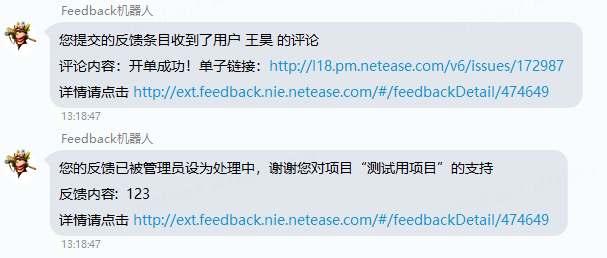 Feedback机器人
您提交的反馈条目收到了用户 王昊 的评论
评论内容：开单成功！单子链接：http://l18.pm.netease.com/v6/issues/172987
详情请点击 http://ext.feedback.nie.netease.com/#/feedbackDetail/474649
13:18:47
Feedback机器人
您的反馈已被管理员设为处理中，谢谢您对项目“测试用项目”的支持
反馈内容: 123
详情请点击 http://ext.feedback.nie.netease.com/#/feedbackDetail/474649
13:18:47